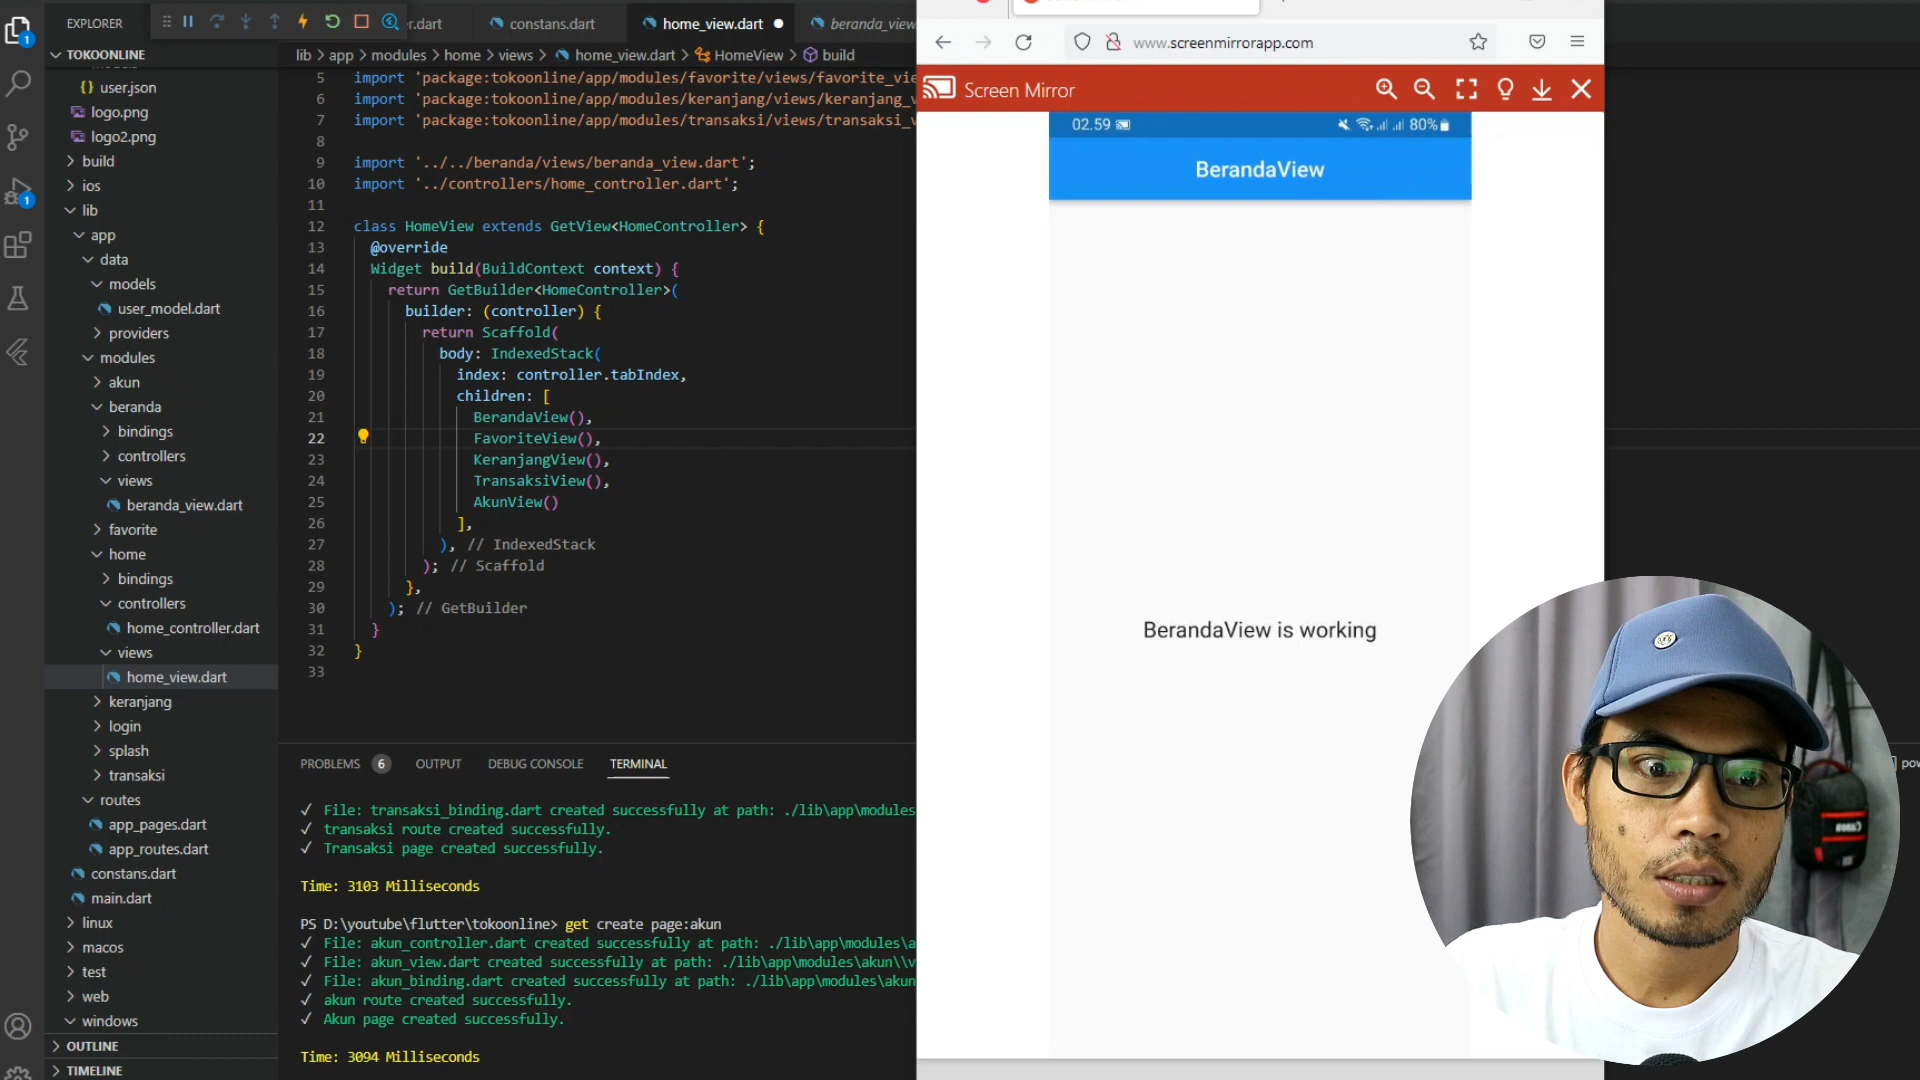 EXPLORER
r.dart
constans.dart
home_view.dart
beranda_view
TOKOONLINE
lib > app > modules > home > views > home_view.dart > HomeView > build
user.json
logo.png
logo2.png
build
ios
lib
app
data
models
user_model.dart
providers
modules
akun
beranda
bindings
controllers
views
beranda_view.dart
favorite
home
bindings
controllers
home_controller.dart
views
home_view.dart
keranjang
login
splash
transaksi
routes
app_pages.dart
app_routes.dart
constans.dart
main.dart
linux
macos
test
web
windows
OUTLINE
TIMELINE
5 import 'package:tokoonline/app/modules/favorite/views/favorite_vie
6 import 'package:tokoonline/app/modules/keranjang/views/keranjang_v
7 import 'package:tokoonline/app/modules/transaksi/views/transaksi_v
8
9 import '../../beranda/views/beranda_view.dart';
10 import '../controllers/home_controller.dart';
11
12 class HomeView extends GetView<HomeController> {
13 @override
14 Widget build(BuildContext context) {
15 return GetBuilder<HomeController>(
16 builder: (controller) {
17 return Scaffold(
18 body: IndexedStack(
19 index: controller.tabIndex,
20 children: [
21 BerandaView(),
22 FavoriteView(),
23 KeranjangView(),
24 TransaksiView(),
25 AkunView()
26 ],
27 ), // IndexedStack
28 ); // Scaffold
29 },
30 ); // GetBuilder
31 }
32 }
33
PROBLEMS 6 OUTPUT DEBUG CONSOLE TERMINAL
✓ File: transaksi_binding.dart created successfully at path: ./lib\app\modules
✓ transaksi route created successfully.
✓ Transaksi page created successfully.
Time: 3103 Milliseconds
PS D:\youtube\flutter\tokoonline> get create page:akun
✓ File: akun_controller.dart created successfully at path: ./lib\app\modules\a
✓ File: akun_view.dart created successfully at path: ./lib\app\modules\akun\\v
✓ File: akun_binding.dart created successfully at path: ./lib\app\modules\akun
✓ akun route created successfully.
✓ Akun page created successfully.
Time: 3094 Milliseconds
www.screenmirrorapp.com
Screen Mirror
02.59
80%
BerandaView
BerandaView is working
pow
Canon